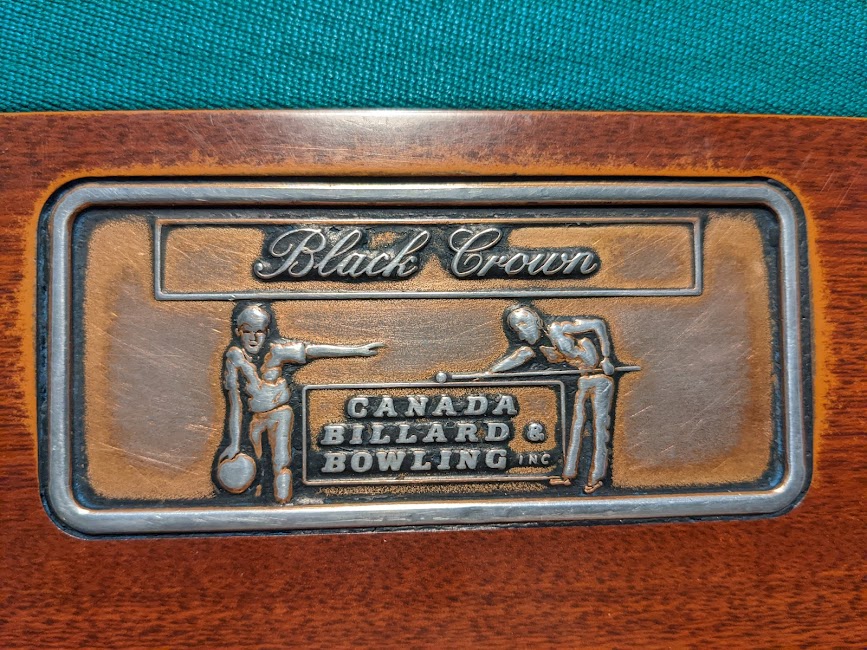 Black Crown
CANADA
BILLARD &
BOWLING INC